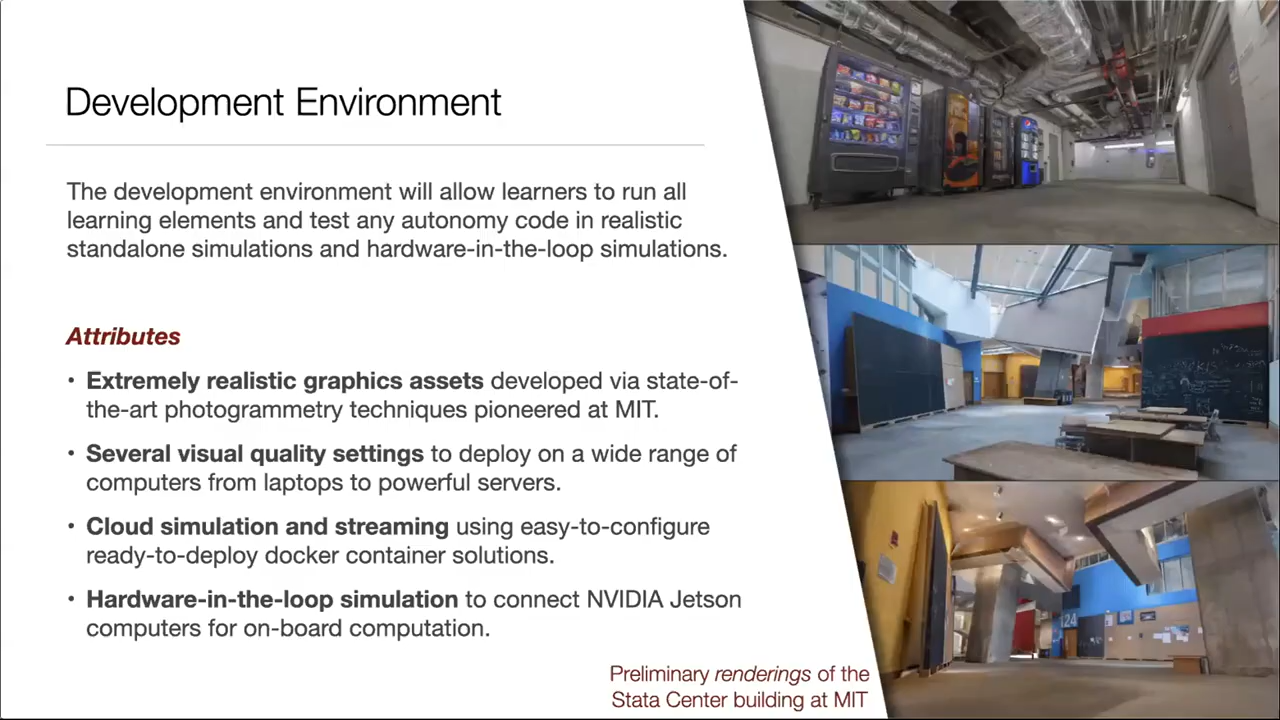 Development Environment
The development environment will allow learners to run all
learning elements and test any autonomy code in realistic
standalone simulations and hardware-in-the-loop simulations.
Attributes
• Extremely realistic graphics assets developed via state-of-
the-art photogrammetry techniques pioneered at MIT.
• Several visual quality settings to deploy on a wide range of
computers from laptops to powerful servers.
• Cloud simulation and streaming using easy-to-configure
ready-to-deploy docker container solutions.
• Hardware-in-the-loop simulation to connect NVIDIA Jetson
computers for on-board computation.
Preliminary renderings of the
Stata Center building at MIT
124